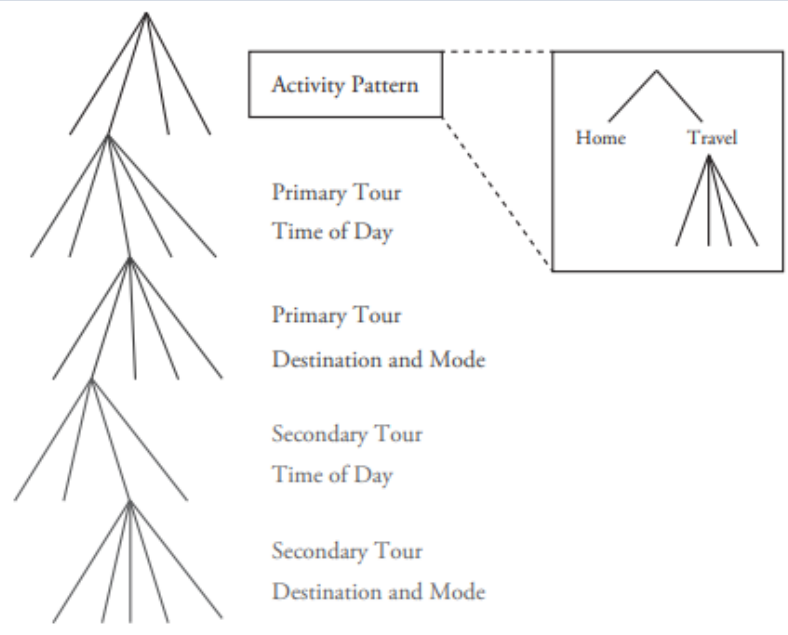 Activity Pattern
Home
Travel
Primary Tour
Time of Day
Primary Tour
Destination and Mode
Secondary Tour
Time of Day
Secondary Tour
Destination and Mode